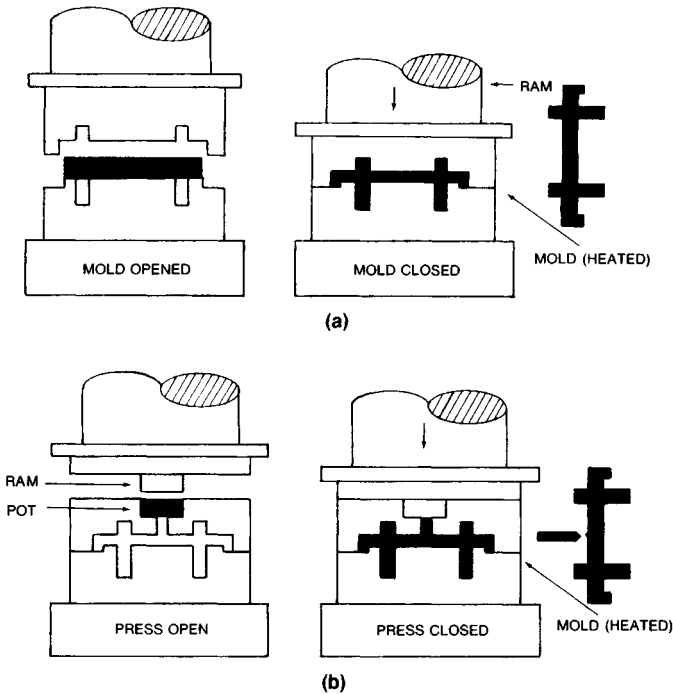 RAM
MOLD OPENED
MOLD CLOSED
MOLD (HEATED)
(a)
RAM
POT
PRESS OPEN
PRESS CLOSED
MOLD (HEATED)
(b)